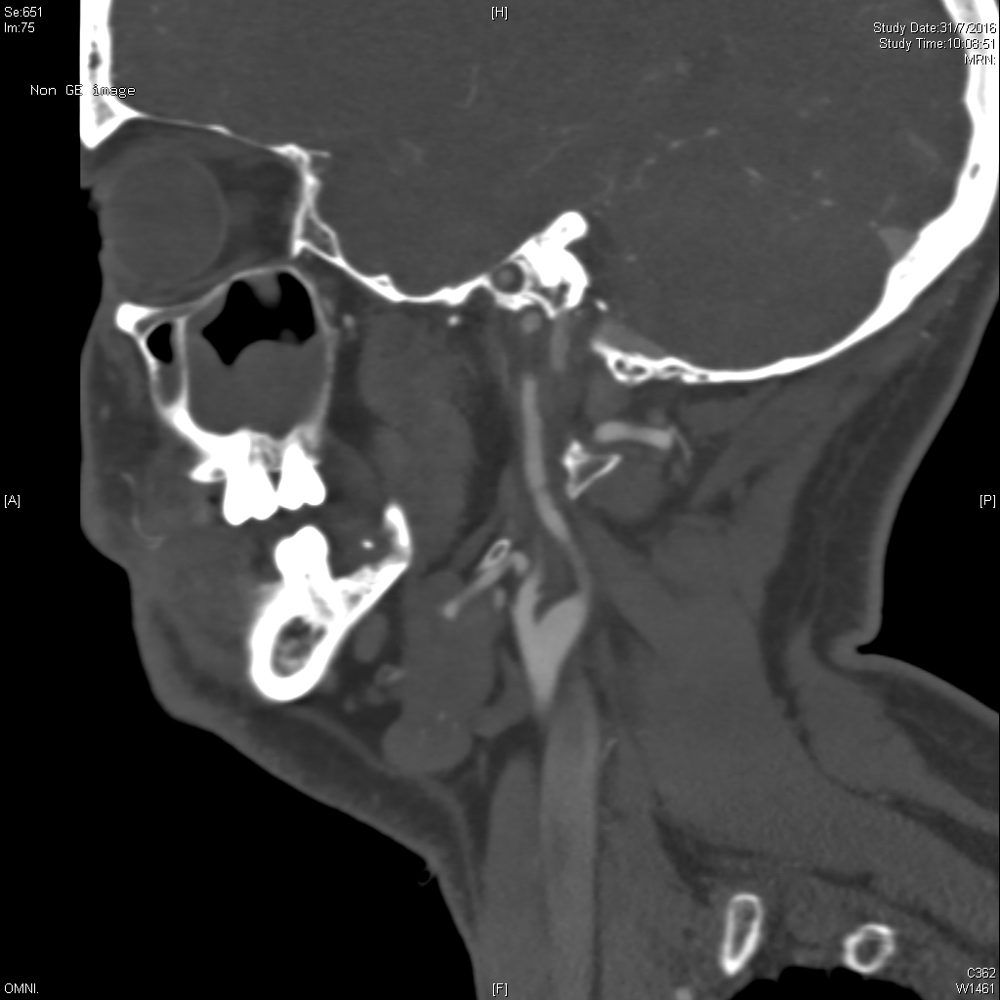 Se:651
Im:75
[H]
Study Date:31/7/2016
Study Time:10:08:51
MRN:
Non GE image
[A]
[P]
OMNI.
[F]
C362
W1461